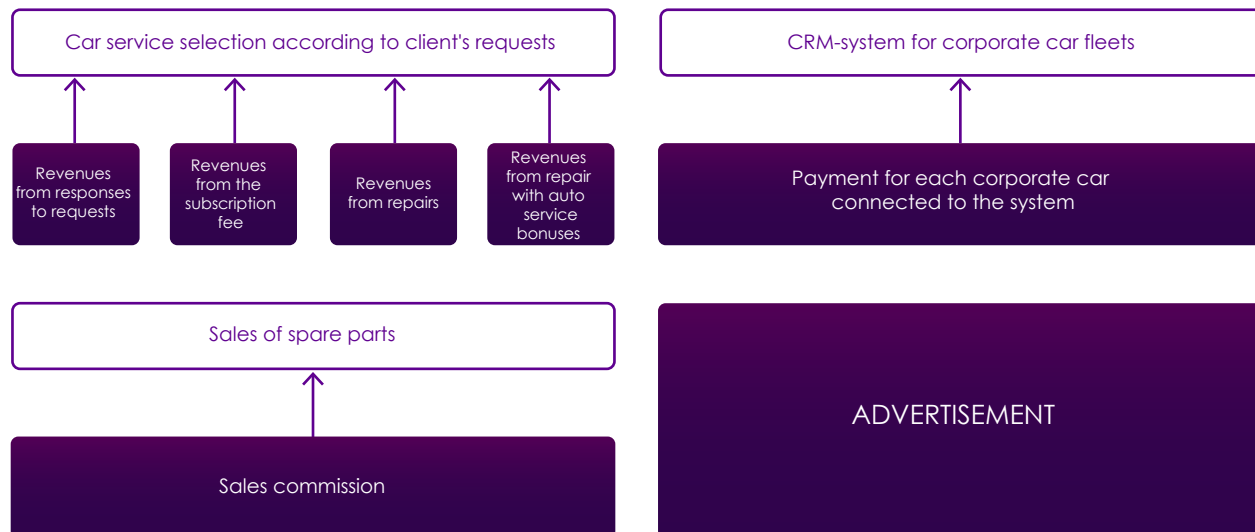 Car service selection according to client's requests
CRM-system for corporate car fleets
Revenues
from responses
to requests
Revenues
from the
subscription
fee
Revenues
from repairs
Revenues
from repair
with auto
service
bonuses
Payment for each corporate car
connected to the system
Sales of spare parts
Sales commission
ADVERTISEMENT